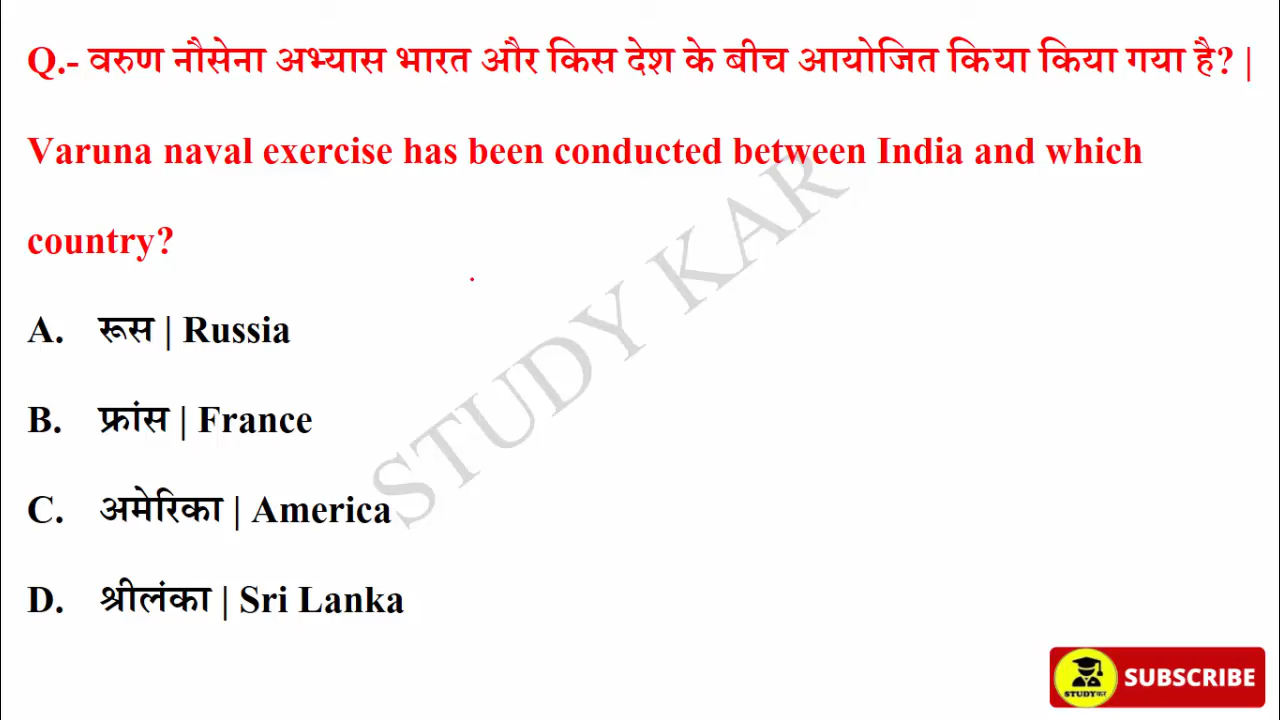 Q.- वरुण नौसेना अभ्यास भारत और किस देश के बीच आयोजित किया किया गया है? |
Varuna naval exercise has been conducted between India and which
country?
A. रूस | Russia
B. फ्रांस | France
C. अमेरिका | America
D. श्रीलंका | Sri Lanka
STUDY KAR
STUDYकर
SUBSCRIBE